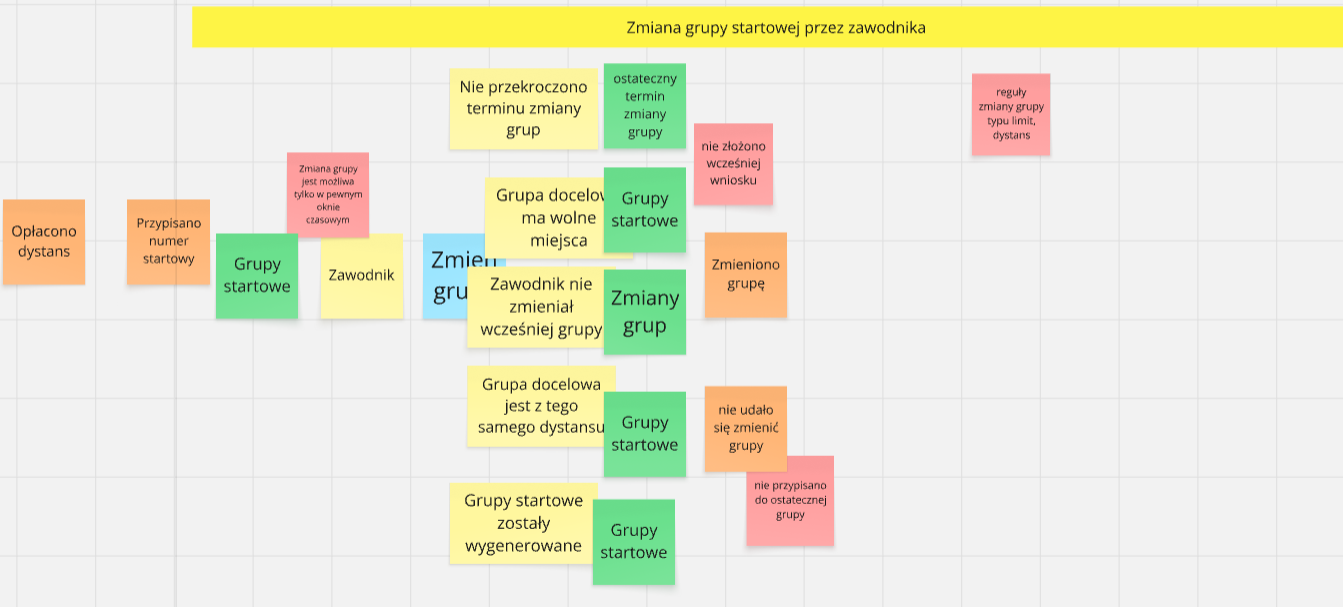 Zmiana grupy startowej przez zawodnika
Nie przekroczono
terminu zmiany
grup
ostateczny
termin
zmiany
grupy
reguły
zmiany grupy
typu limit,
dystans
nie złożono
wcześniej
wniosku
Zmiana grupy
jest możliwa
tylko w pewnym
oknie
czasowym
Grupa docelow
ma wolne
miejsca
Grupy
startowe
Opłacono
dystans
Przypisano
numer
startowy
Grupy
startowe
Zawodnik
Zmień
gru
Zawodnik nie
zmieniał
wcześniej grupy
Zmiany
grup
Zmieniono
grupę
Grupa docelowa
jest z tego
samego dystansu
Grupy
startowe
nie udało
się zmienić
grupy
nie przypisano
do ostatecznej
grupy
Grupy startowe
zostały
wygenerowane
Grupy
startowe